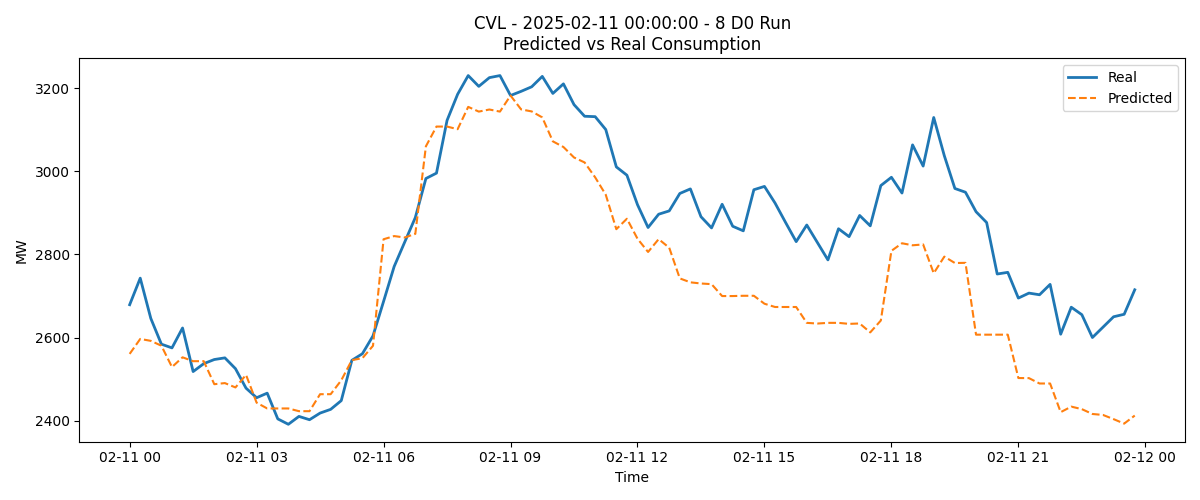 CVL - 2025-02-11 00:00:00 - 8 D0 Run
Predicted vs Real Consumption
Real
Predicted
MW
3200
3000
2800
2600
2400
02-11 00
02-11 03
02-11 06
02-11 09
02-11 12
02-11 15
02-11 18
02-11 21
02-12 00
Time